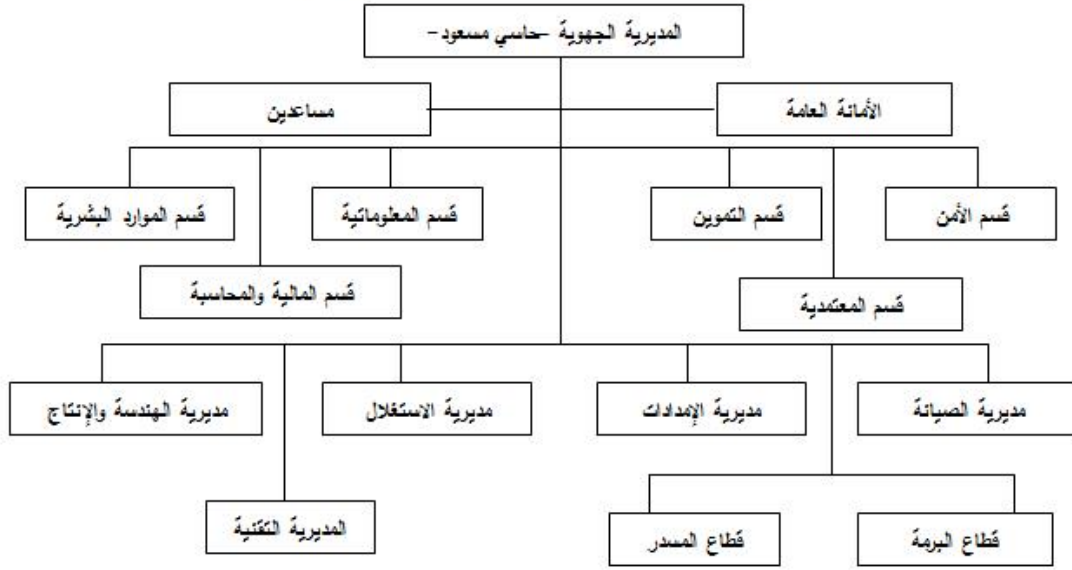 المديرية الجهوية -حاسي مسعود-
الأمانة العامة
مساعدين
قسم الأمن
قسم التموين
قسم المعلوماتية
قسم الموارد البشرية
قسم المعتمدية
قسم المالية والمحاسبة
مديرية الصيانة
مديرية الإمدادات
مديرية الاستغلال
مديرية الهندسة والإنتاج
قطاع البرمة
قطاع المسدر
المديرية التقنية